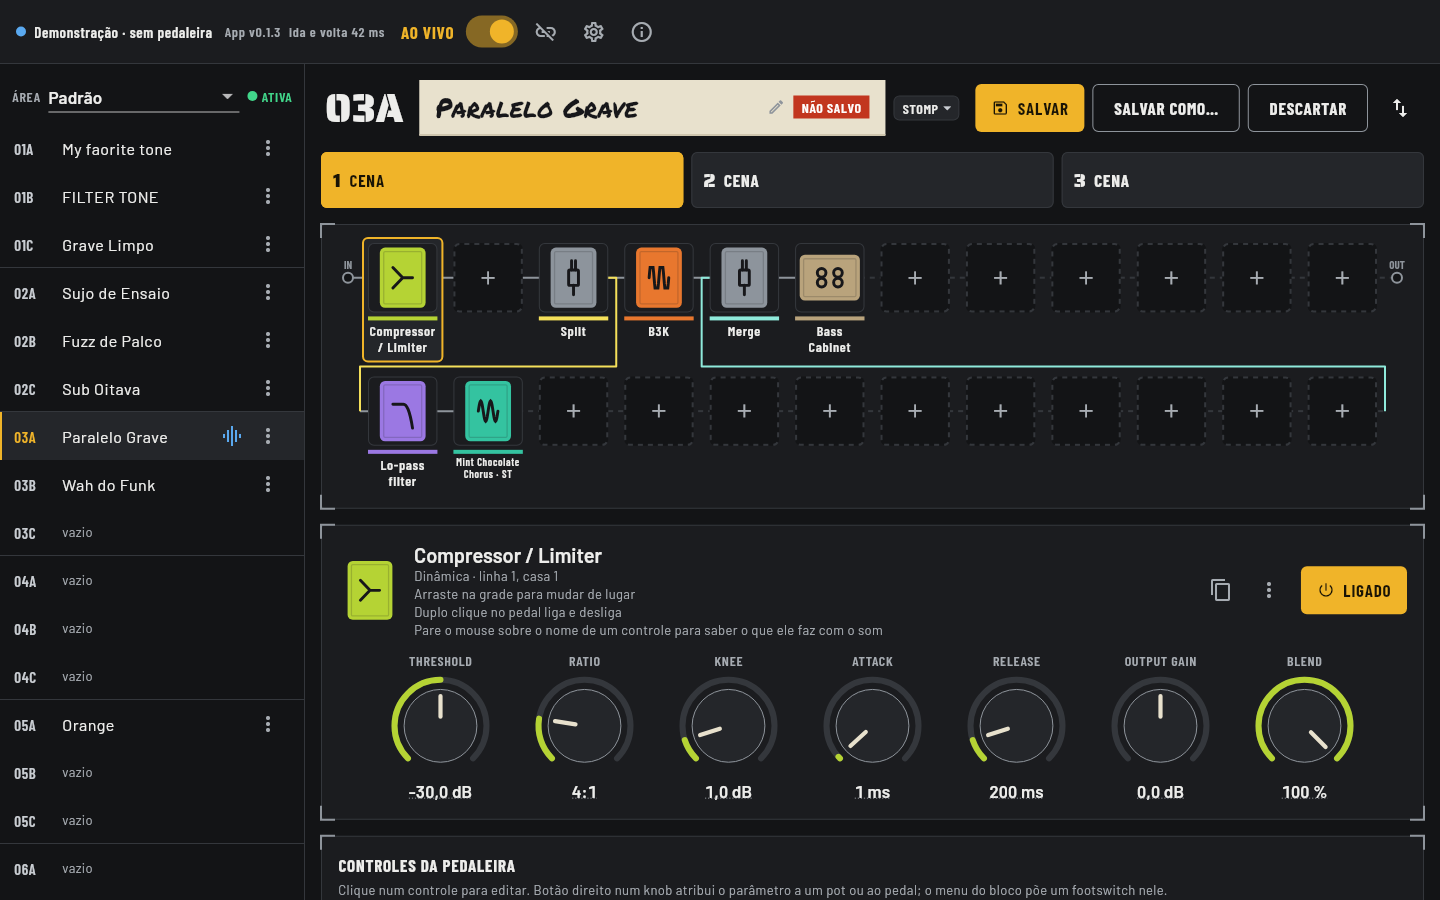 Demonstração · sem pedaleira App v0.1.3 Ida e volta 42 ms AO VIVO
ÁREA Padrão ATIVA
01A My faorite tone
01B FILTER TONE
01C Grave Limpo
02A Sujo de Ensaio
02B Fuzz de Palco
02C Sub Oitava
03A Paralelo Grave
03B Wah do Funk
03C vazio
04A vazio
04B vazio
04C vazio
05A Orange
05B vazio
05C vazio
06A vazio
03A Paralelo Grave NÃO SALVO STOMP SALVAR SALVAR COMO... DESCARTAR
1 CENA 2 CENA 3 CENA
IN OUT
88
Compressor / Limiter
Split
B3K
Merge
Bass Cabinet
Lo-pass filter
Mint Chocolate Chorus · ST
Compressor / Limiter
Dinâmica · linha 1, casa 1
Arraste na grade para mudar de lugar
Duplo clique no pedal liga e desliga
Pare o mouse sobre o nome de um controle para saber o que ele faz com o som
LIGADO
THRESHOLD RATIO KNEE ATTACK RELEASE OUTPUT GAIN BLEND
-30,0 dB 4:1 1,0 dB 1 ms 200 ms 0,0 dB 100 %
CONTROLES DA PEDALEIRA
Clique num controle para editar. Botão direito num knob atribui o parâmetro a um pot ou ao pedal; o menu do bloco põe um footswitch nele.